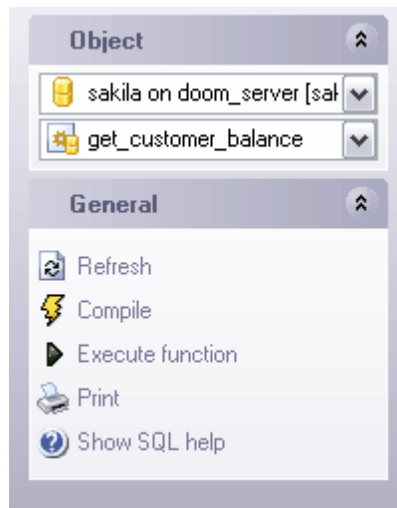 Object
sakila on doom_server [sak
get_customer_balance
General
Refresh
Compile
Execute function
Print
Show SQL help